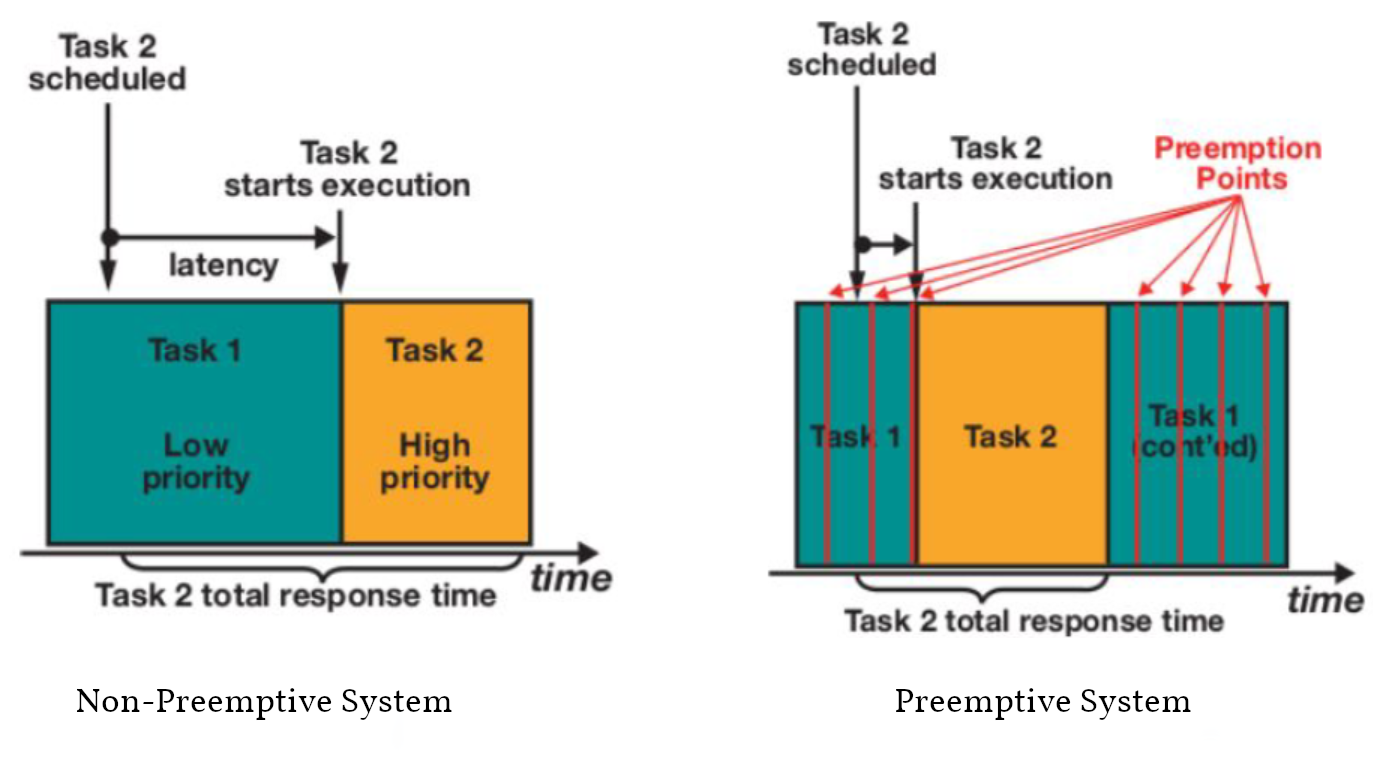 Task 2
scheduled
Task 2
starts execution
latency
Task 1
Low
priority
Task 2
High
priority
time
Task 2 total response time
Non-Preemptive System
Task 2
scheduled
Task 2
starts execution
Preemption
Points
Task 1
Task 2
Task 1
(cont'ed)
time
Task 2 total response time
Preemptive System